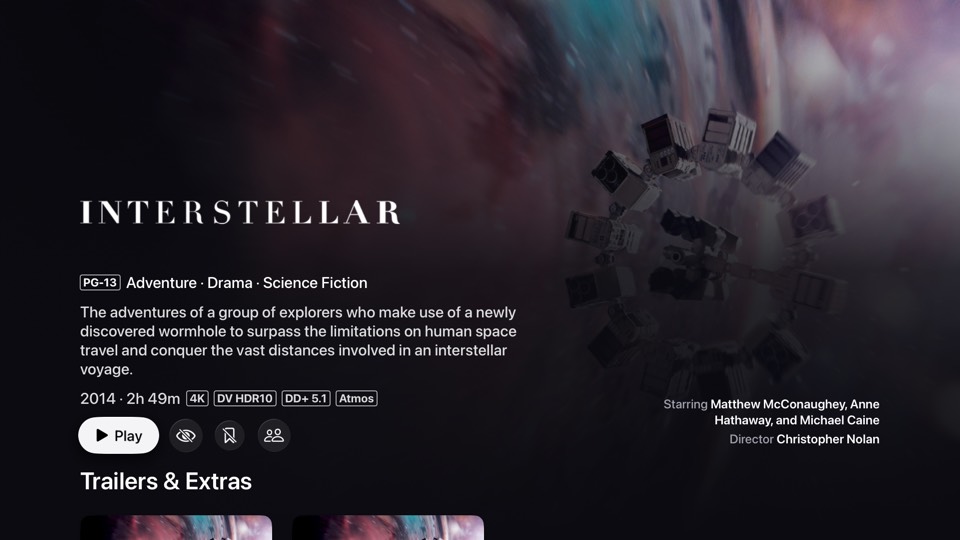 INTERSTELLAR
PG-13 Adventure · Drama · Science Fiction
The adventures of a group of explorers who make use of a newly
discovered wormhole to surpass the limitations on human space
travel and conquer the vast distances involved in an interstellar
voyage.
2014 · 2h 49m 4K DV HDR10 DD+ 5.1 Atmos
Starring Matthew McConaughey, Anne
Hathaway, and Michael Caine
Director Christopher Nolan
Play
Trailers & Extras